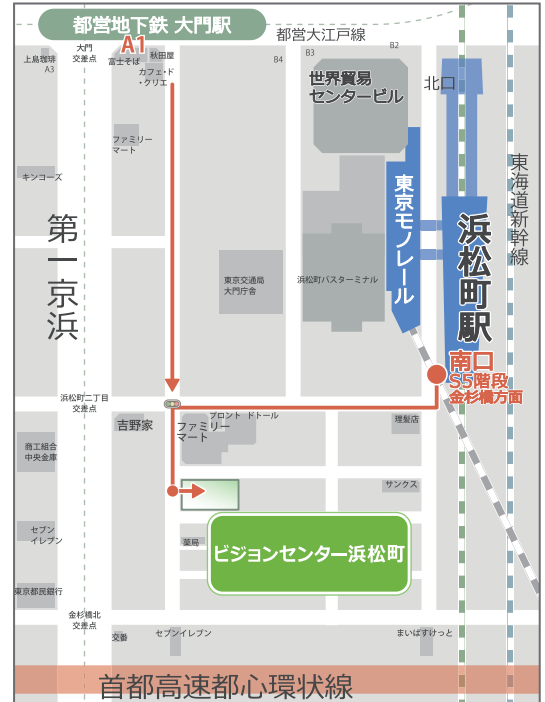 都営地下鉄 大門駅
A1
都営大江戸線
大門
交差点
上島珈琲
A3
富士そば
秋田屋
カフェ・ド
・クリエ
B4
B3
B2
世界貿易
センタービル
北口
ファミリー
マート
キンコーズ
東海道新幹線
東京モノレール
浜松町駅
第一京浜
東京交通局
大門庁舎
浜松町バスターミナル
南口
S5階段
金杉橋方面
浜松町二丁目
交差点
吉野家
ファミリー
マート
フロント
ドトール
理髪店
商工組合
中央金庫
サンクス
セブン
イレブン
薬局
ビジョンセンター浜松町
東京都民銀行
金杉橋北
交差点
交番
セブンイレブン
まいばすけっと
首都高速都心環状線